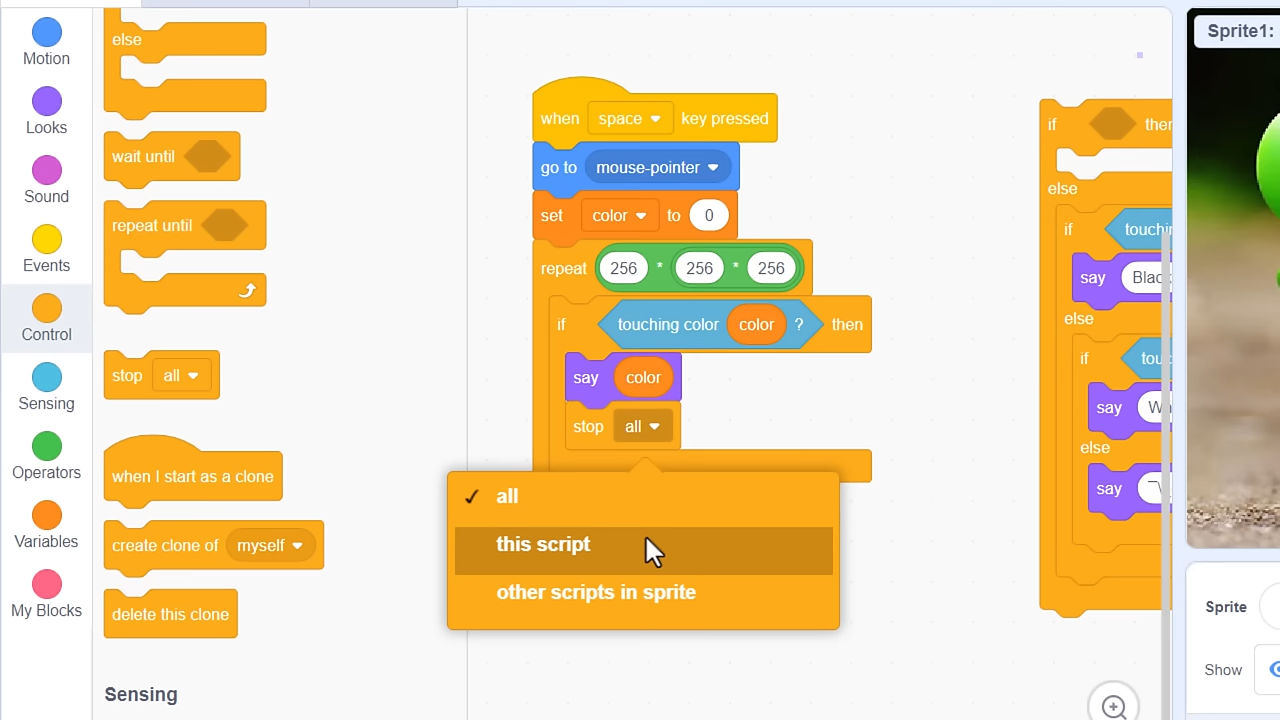 Motion
Looks
Sound
Events
Control
Sensing
Operators
Variables
My Blocks
else
wait until
repeat until
stop all
when I start as a clone
create clone of myself
delete this clone
Sensing
when space key pressed
go to mouse-pointer
set color to 0
repeat 256 * 256 * 256
if touching color color ? then
say color
stop all
✓ all
this script
other scripts in sprite
if then
else
if
say Black
else
if
say
else
say
Sprite1:
Sprite
Show